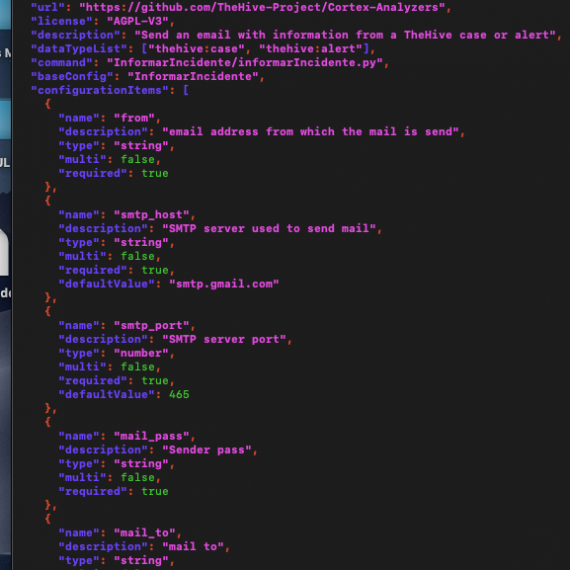 "url": "https://github.com/TheHive-Project/Cortex-Analyzers",
"license": "AGPL-V3",
"description": "Send an email with information from a TheHive case or alert",
"dataTypeList": ["thehive:case", "thehive:alert"],
"command": "InformarIncidente/informarIncidente.py",
"baseConfig": "InformarIncidente",
"configurationItems": [
{
"name": "from",
"description": "email address from which the mail is send",
"type": "string",
"multi": false,
"required": true
},
{
"name": "smtp_host",
"description": "SMTP server used to send mail",
"type": "string",
"multi": false,
"required": true,
"defaultValue": "smtp.gmail.com"
},
{
"name": "smtp_port",
"description": "SMTP server port",
"type": "number",
"multi": false,
"required": true,
"defaultValue": 465
},
{
"name": "mail_pass",
"description": "Sender pass",
"type": "string",
"multi": false,
"required": true
},
{
"name": "mail_to",
"description": "mail to",
"type": "string",